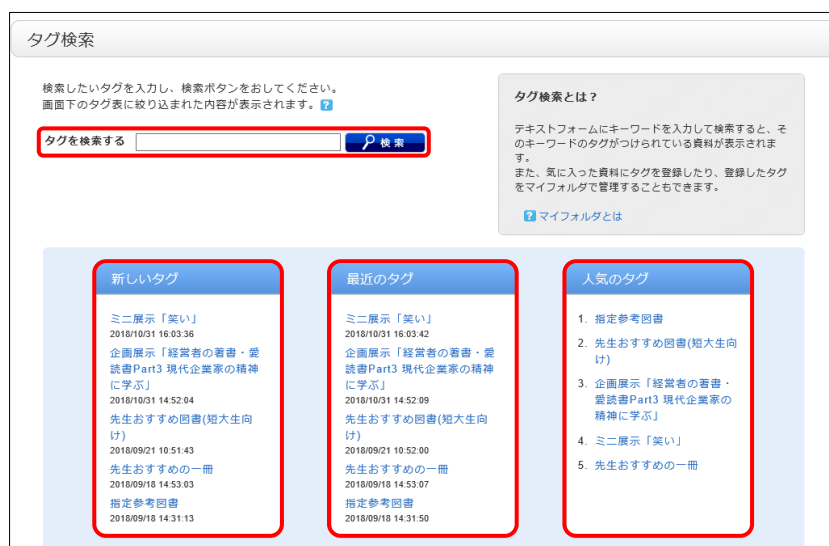 タグ検索
検索したいタグを入力し、検索ボタンをおしてください。
画面下のタグ表に絞り込まれた内容が表示されます。?
タグを検索する 検索
タグ検索とは?
テキストフォームにキーワードを入力して検索すると、そ
のキーワードのタグがつけられている資料が表示されま
す。
また、気に入った資料にタグを登録したり、登録したタグ
をマイフォルダで管理することもできます。
? マイフォルダとは
新しいタグ
ミニ展示「笑い」
2018/10/31 16:03:36
企画展示「経営者の著書・愛
読書Part3 現代企業家の精神
に学ぶ」
2018/10/31 14:52:04
先生おすすめ図書(短大生向
け)
2018/09/21 10:51:43
先生おすすめの一冊
2018/09/18 14:53:03
指定参考図書
2018/09/18 14:31:13
最近のタグ
ミニ展示「笑い」
2018/10/31 16:03:42
企画展示「経営者の著書・愛
読書Part3 現代企業家の精神
に学ぶ」
2018/10/31 14:52:09
先生おすすめ図書(短大生向
け)
2018/09/21 10:52:00
先生おすすめの一冊
2018/09/18 14:53:07
指定参考図書
2018/09/18 14:31:50
人気のタグ
1. 指定参考図書
2. 先生おすすめ図書(短大生向
け)
3. 企画展示「経営者の著書・
愛読書Part3 現代企業家の
精神に学ぶ」
4. ミニ展示「笑い」
5. 先生おすすめの一冊